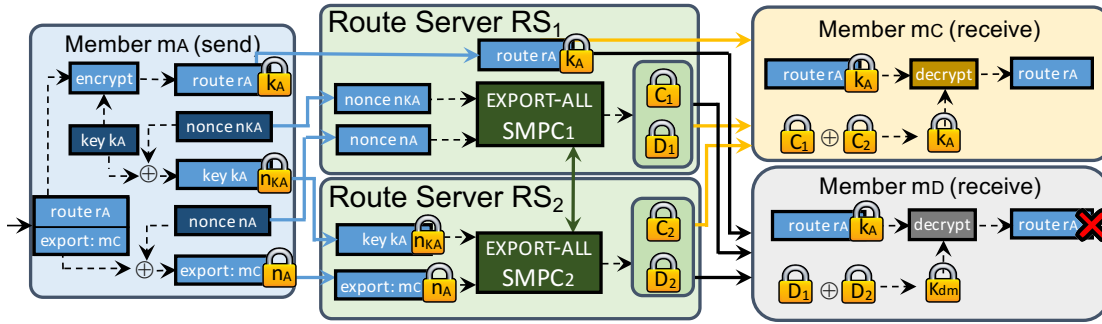 Member mA (send)
encrypt
route rA
kA
key kA
nonce nKA
⊕
key kA
nKA
route rA
export: mC
nonce nA
⊕
export: mC
nA
Route Server RS1
route rA
kA
nonce nKA
nonce nA
EXPORT-ALL
SMPC1
C1
D1
Route Server RS2
key kA
nKA
export: mC
nA
EXPORT-ALL
SMPC2
C2
D2
Member mC (receive)
route rA
kA
decrypt
route rA
C1 ⊕ C2
kA
Member mD (receive)
route rA
kA
decrypt
route rA
D1 ⊕ D2
Kdm